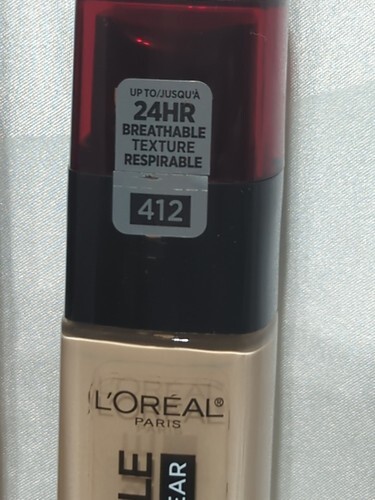 UP TO/JUSQU'À
24HR
BREATHABLE
TEXTURE
RESPIRABLE
412
L'ORÉAL®
PARIS
LE
EAR